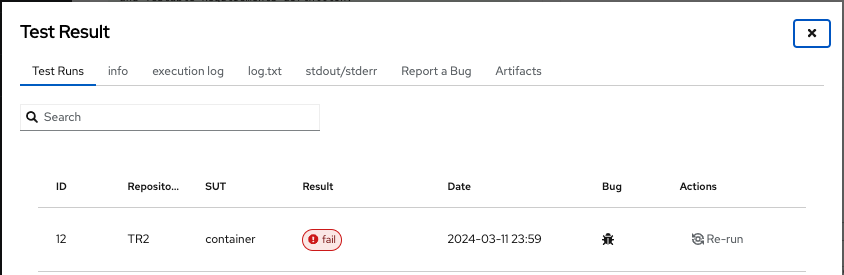 Test Result
Test Runs info execution log log.txt stdout/stderr Report a Bug Artifacts
Search
ID Reposito... SUT Result Date Bug Actions
12 TR2 container fail 2024-03-11 23:59 Re-run